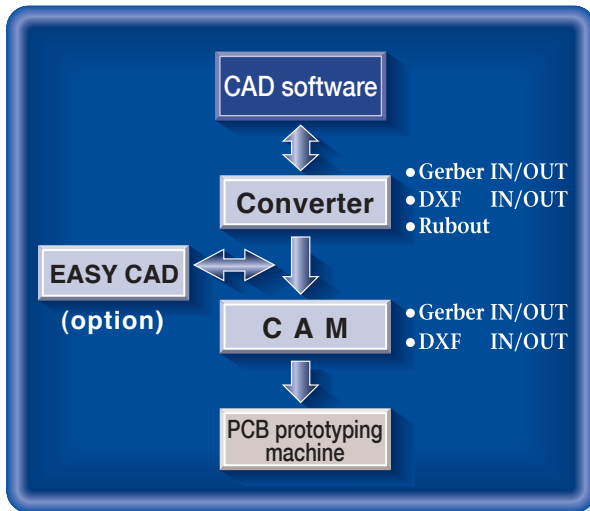 CAD software
Converter
• Gerber IN/OUT
• DXF IN/OUT
• Rubout
EASY CAD
(option)
C A M
• Gerber IN/OUT
• DXF IN/OUT
PCB prototyping
machine